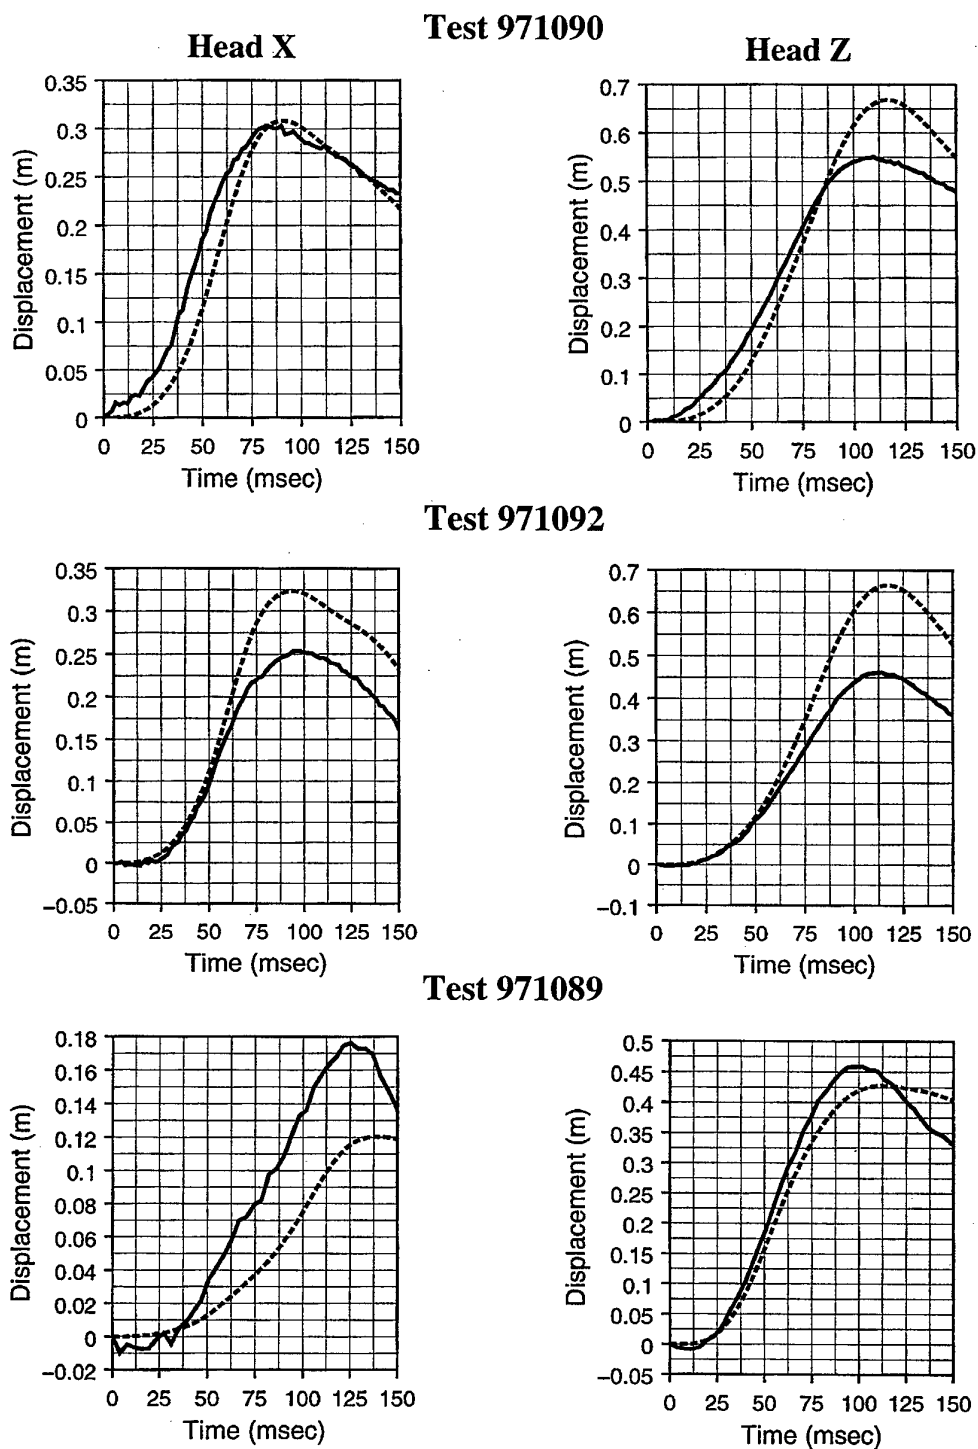 Test 971090
Head X
Head Z
0.35
0.3
0.25
0.2
0.15
0.1
0.05
0
Displacement (m)
0 25 50 75 100 125 150
Time (msec)
0.7
0.6
0.5
0.4
0.3
0.2
0.1
0
Displacement (m)
0 25 50 75 100 125 150
Time (msec)
Test 971092
0.35
0.3
0.25
0.2
0.15
0.1
0.05
0
−0.05
Displacement (m)
0 25 50 75 100 125 150
Time (msec)
0.7
0.6
0.5
0.4
0.3
0.2
0.1
0
−0.1
Displacement (m)
0 25 50 75 100 125 150
Time (msec)
Test 971089
0.18
0.16
0.14
0.12
0.1
0.08
0.06
0.04
0.02
0
−0.02
Displacement (m)
0 25 50 75 100 125 150
Time (msec)
0.5
0.45
0.4
0.35
0.3
0.25
0.2
0.15
0.1
0.05
0
−0.05
Displacement (m)
0 25 50 75 100 125 150
Time (msec)